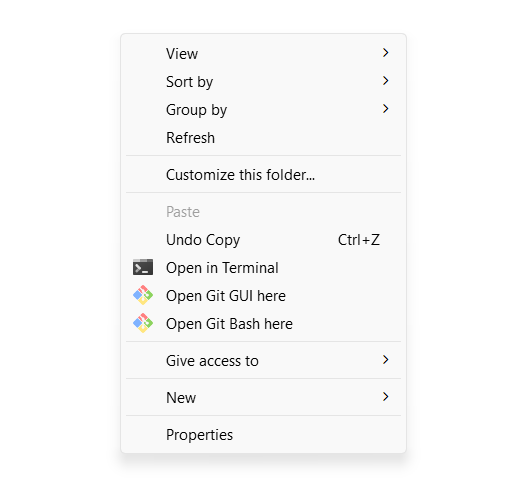 View
Sort by
Group by
Refresh
Customize this folder...
Paste
Undo Copy Ctrl+Z
Open in Terminal
Open Git GUI here
Open Git Bash here
Give access to
New
Properties